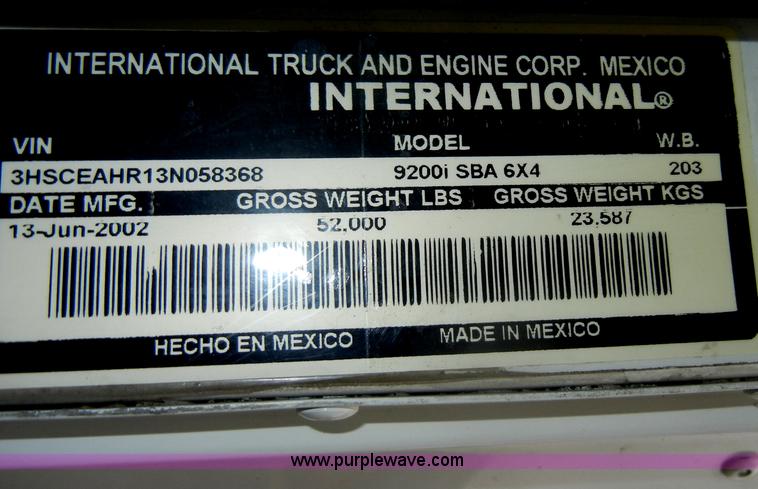 INTERNATIONAL TRUCK AND ENGINE CORP. MEXICO
INTERNATIONAL®
VIN MODEL W.B.
3HSCEAHR13N058368 9200i SBA 6X4 203
DATE MFG. GROSS WEIGHT LBS GROSS WEIGHT KGS
13-Jun-2002 52,000 23,587
HECHO EN MEXICO MADE IN MEXICO
www.purplewave.com